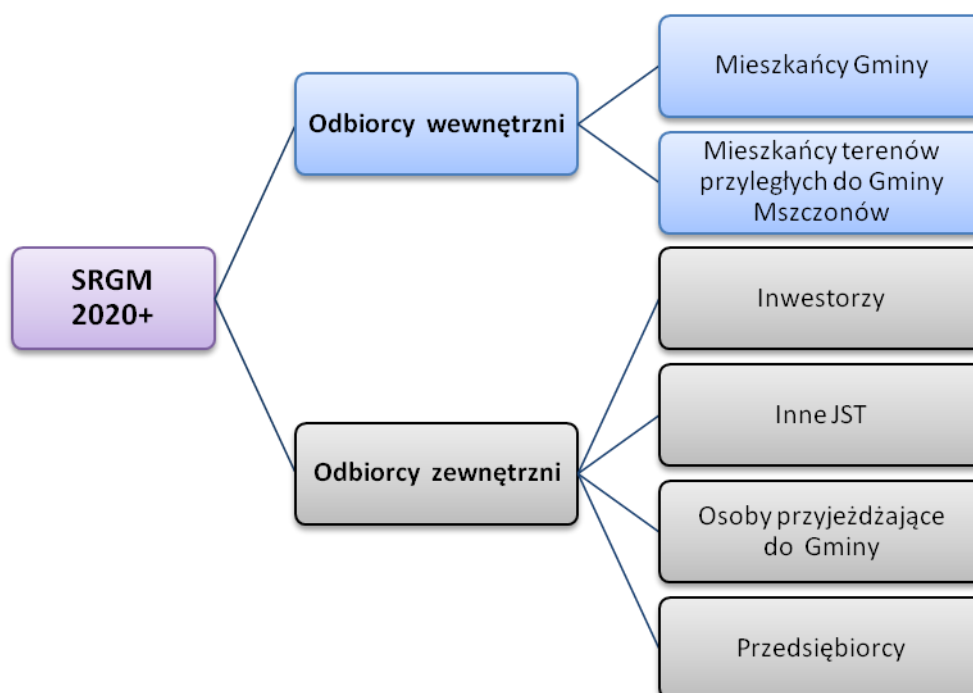 SRGM
2020+
Odbiorcy wewnętrzni
Mieszkańcy Gminy
Mieszkańcy terenów
przyległych do Gminy
Mszczonów
Odbiorcy zewnętrzni
Inwestorzy
Inne JST
Osoby przyjeżdżające
do Gminy
Przedsiębiorcy